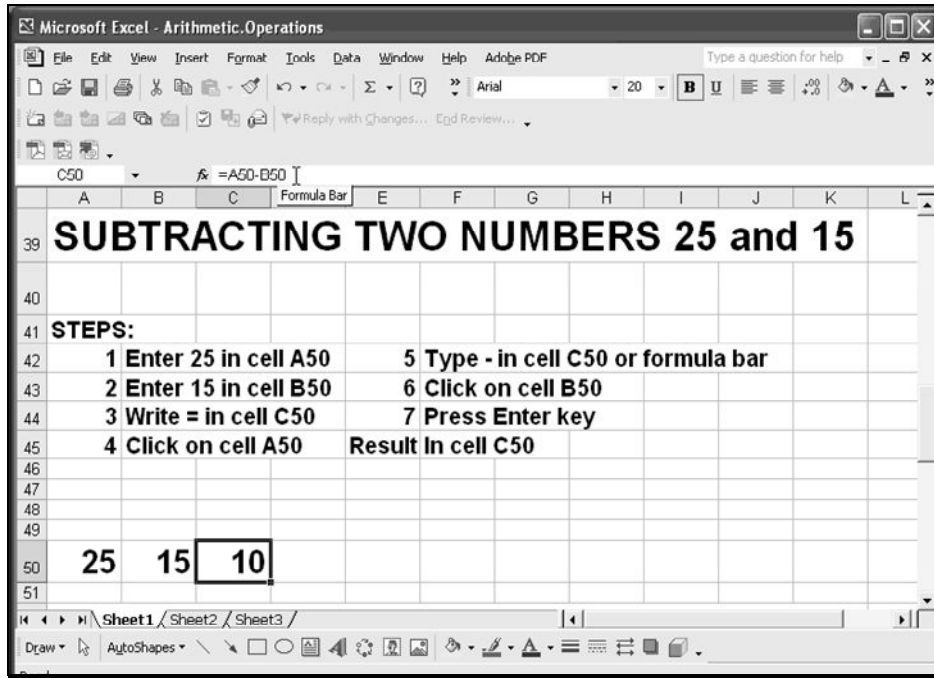 Microsoft Excel - Arithmetic.Operations
File Edit View Insert Format Tools Data Window Help Adobe PDF Type a question for help
Arial 20 B U
Reply with Changes... End Review...
C50 fx =A50-B50
Formula Bar
A B C E F G H I J K L
39 SUBTRACTING TWO NUMBERS 25 and 15
40
41 STEPS:
42 1 Enter 25 in cell A50 5 Type - in cell C50 or formula bar
43 2 Enter 15 in cell B50 6 Click on cell B50
44 3 Write = in cell C50 7 Press Enter key
45 4 Click on cell A50 Result In cell C50
46
47
48
49
50 25 15 10
51
Sheet1 / Sheet2 / Sheet3 /
Draw AutoShapes